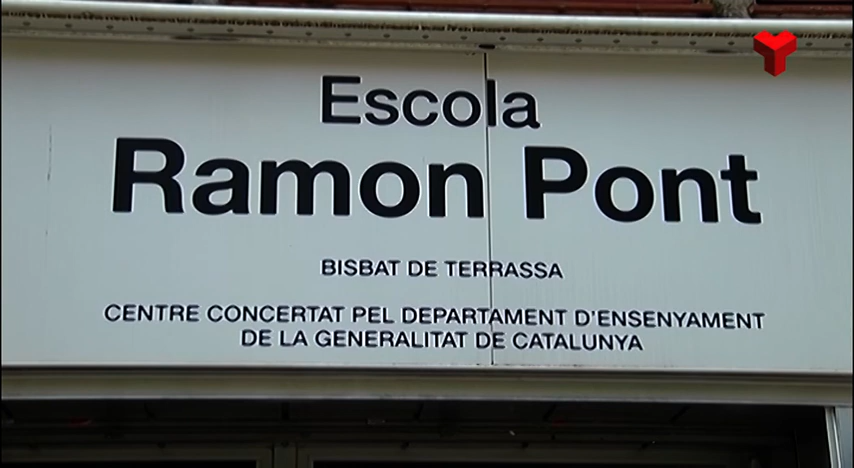 Escola
Ramon Pont
BISBAT DE TERRASSA
CENTRE CONCERTAT PEL DEPARTAMENT D'ENSENYAMENT
DE LA GENERALITAT DE CATALUNYA